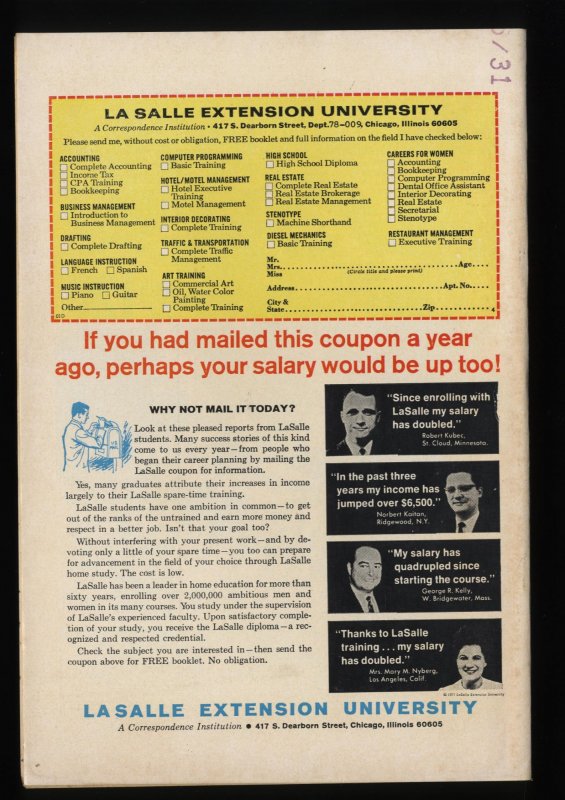 5/31
LA SALLE EXTENSION UNIVERSITY
A Correspondence Institution • 417 S. Dearborn Street, Dept. 78-009, Chicago, Illinois 60605
Please send me, without cost or obligation, FREE booklet and full information on the field I have checked below:
ACCOUNTING
Complete Accounting
Income Tax
CPA Training
Bookkeeping
BUSINESS MANAGEMENT
Introduction to
Business Management
DRAFTING
Complete Drafting
LANGUAGE INSTRUCTION
French Spanish
MUSIC INSTRUCTION
Piano Guitar
Other
COMPUTER PROGRAMMING
Basic Training
HOTEL/MOTEL MANAGEMENT
Hotel Executive
Training
Motel Management
INTERIOR DECORATING
Complete Training
TRAFFIC & TRANSPORTATION
Complete Traffic
Management
ART TRAINING
Commercial Art
Oil, Water Color
Painting
Complete Training
HIGH SCHOOL
High School Diploma
REAL ESTATE
Complete Real Estate
Real Estate Brokerage
Real Estate Management
STENOTYPE
Machine Shorthand
DIESEL MECHANICS
Basic Training
CAREERS FOR WOMEN
Accounting
Bookkeeping
Computer Programming
Dental Office Assistant
Interior Decorating
Real Estate
Secretarial
Stenotype
RESTAURANT MANAGEMENT
Executive Training
Mr.
Mrs. Age
Miss (Circle title and please print)
Address Apt. No.
City &
State Zip 4
If you had mailed this coupon a year
ago, perhaps your salary would be up too!
WHY NOT MAIL IT TODAY?
Look at these pleased reports from LaSalle
students. Many success stories of this kind
come to us every year—from people who
began their career planning by mailing the
LaSalle coupon for information.
Yes, many graduates attribute their increases in income
largely to their LaSalle spare-time training.
LaSalle students have one ambition in common—to get
out of the ranks of the untrained and earn more money and
respect in a better job. Isn't that your goal too?
Without interfering with your present work—and by de-
voting only a little of your spare time—you too can prepare
for advancement in the field of your choice through LaSalle
home study. The cost is low.
LaSalle has been a leader in home education for more than
sixty years, enrolling over 2,000,000 ambitious men and
women in its many courses. You study under the supervision
of LaSalle's experienced faculty. Upon satisfactory comple-
tion of your study, you receive the LaSalle diploma—a rec-
ognized and respected credential.
Check the subject you are interested in—then send the
coupon above for FREE booklet. No obligation.
"Since enrolling with
LaSalle my salary
has doubled."
Robert Kubec,
St. Cloud, Minnesota.
"In the past three
years my income has
jumped over $6,500."
Norbert Kaitan,
Ridgewood, N.Y.
"My salary has
quadrupled since
starting the course."
George R. Kelly,
W. Bridgewater, Mass.
"Thanks to LaSalle
training . . . my salary
has doubled."
Mrs. Mary M. Nyberg,
Los Angeles, Calif.
© 1971 LaSalle Extension University
LASALLE EXTENSION UNIVERSITY
A Correspondence Institution • 417 S. Dearborn Street, Chicago, Illinois 60605